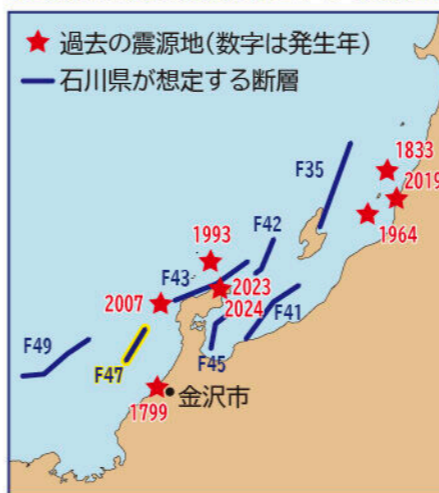 ★ 過去の震源地(数字は発生年)
石川県が想定する断層
1833
F35
2019
1964
1993
F42
F43
2023
2007
2024
F41
F49
F45
F47
金沢市
1799